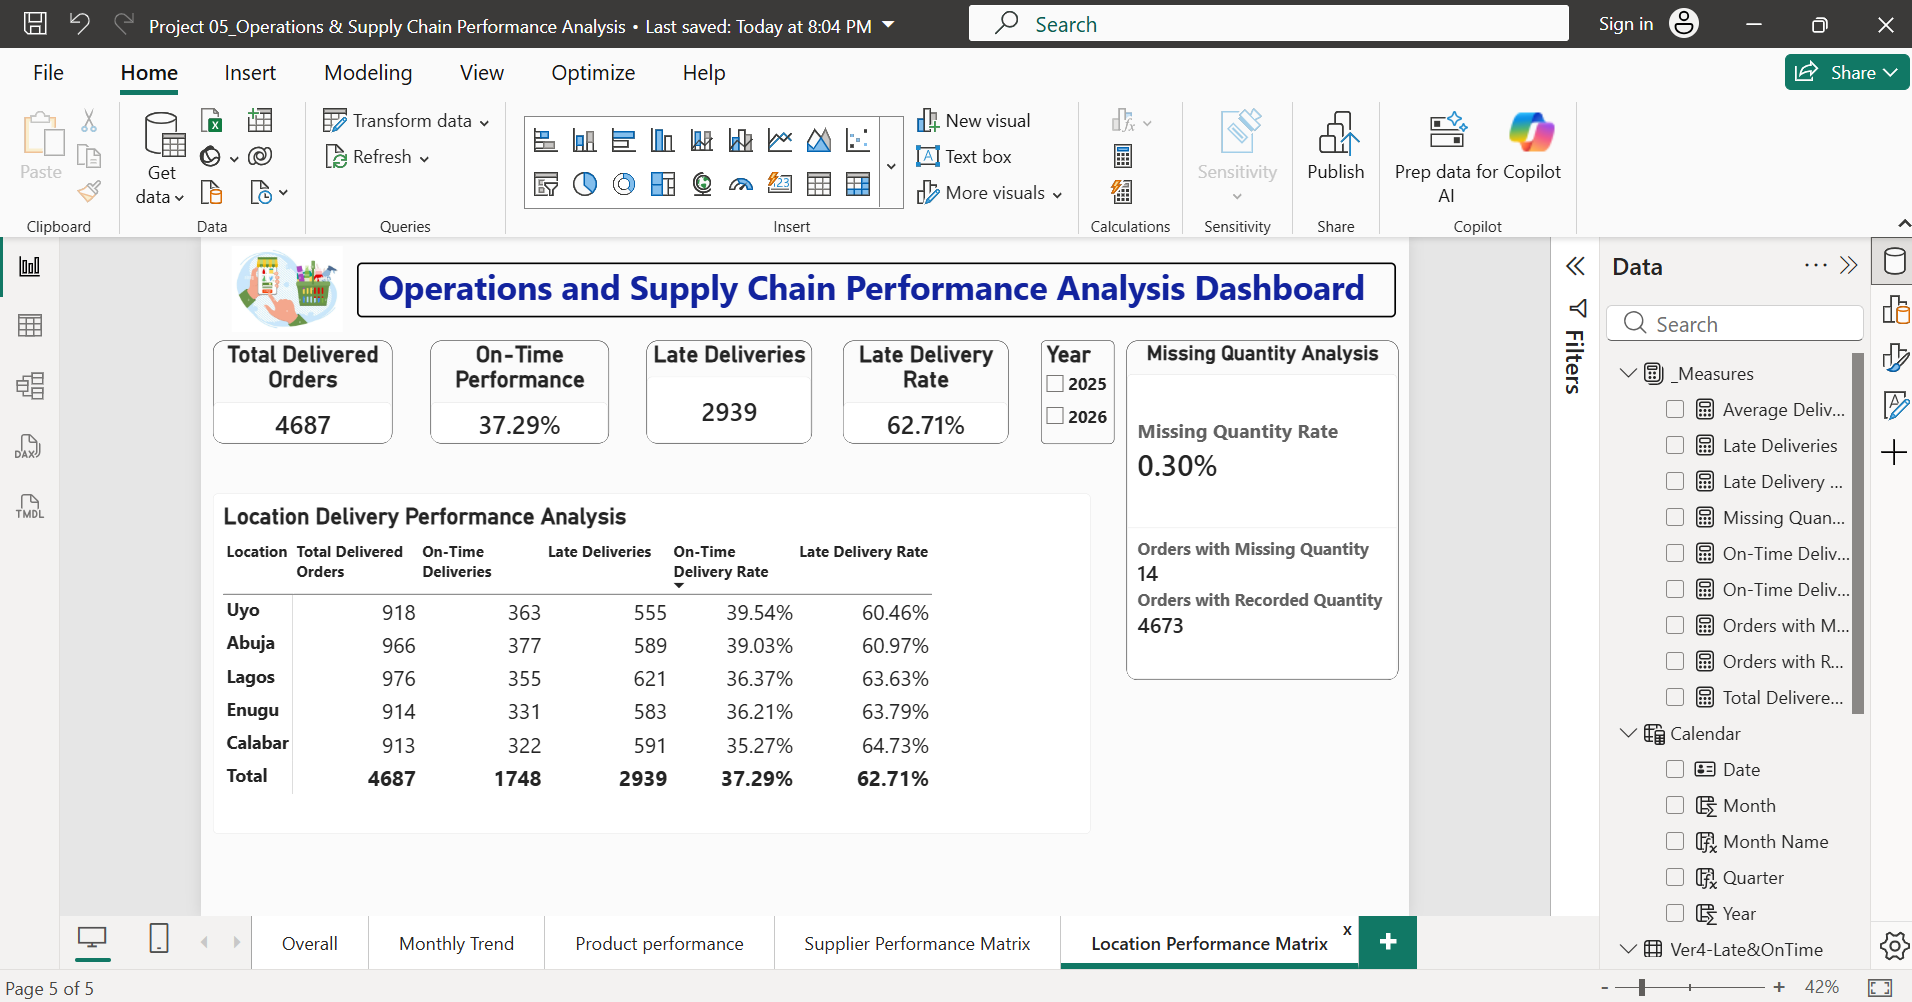 Project 05_Operations & Supply Chain Performance Analysis • Last saved: Today at 8:04 PM
Search
Sign in
File
Home
Insert
Modeling
View
Optimize
Help
Share
Paste
Clipboard
Get
data
Data
Transform data
Refresh
Queries
New visual
Text box
More visuals
Insert
Calculations
Sensitivity
Sensitivity
Publish
Share
Prep data for
AI
Copilot
Copilot
DAX
TMDL
Operations and Supply Chain Performance Analysis Dashboard
Total Delivered
Orders
4687
On-Time
Performance
37.29%
Late Deliveries
2939
Late Delivery
Rate
62.71%
Year
2025
2026
Missing Quantity Analysis
Missing Quantity Rate
0.30%
Orders with Missing Quantity
14
Orders with Recorded Quantity
4673
Location Delivery Performance Analysis
Location Total Delivered Orders On-Time Deliveries Late Deliveries On-Time Delivery Rate Late Delivery Rate
Uyo 918 363 555 39.54% 60.46%
Abuja 966 377 589 39.03% 60.97%
Lagos 976 355 621 36.37% 63.63%
Enugu 914 331 583 36.21% 63.79%
Calabar 913 322 591 35.27% 64.73%
Total 4687 1748 2939 37.29% 62.71%
Filters
Data
Search
_Measures
Average Deliv...
Late Deliveries
Late Delivery ...
Missing Quan...
On-Time Deliv...
On-Time Deliv...
Orders with M...
Orders with R...
Total Delivere...
Calendar
Date
Month
Month Name
Quarter
Year
Ver4-Late&OnTime
Overall
Monthly Trend
Product performance
Supplier Performance Matrix
Location Performance Matrix
x
Page 5 of 5
- + 42%